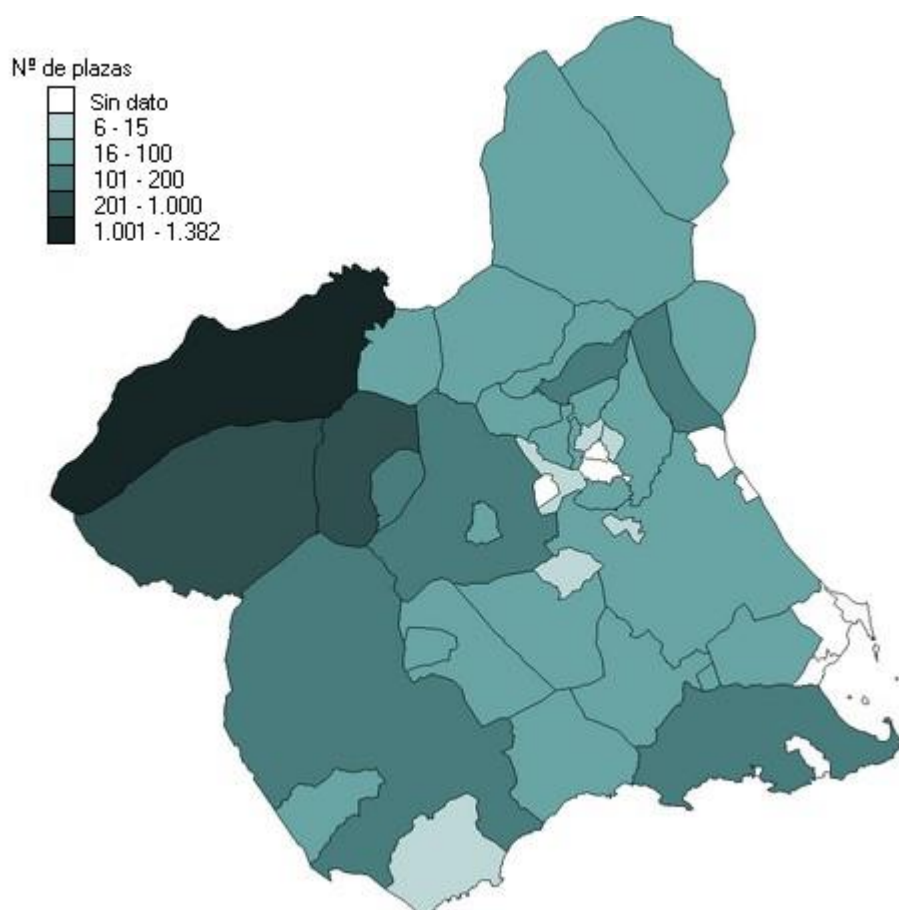 Nº de plazas
Sin dato
6 - 15
16 - 100
101 - 200
201 - 1.000
1.001 - 1.382